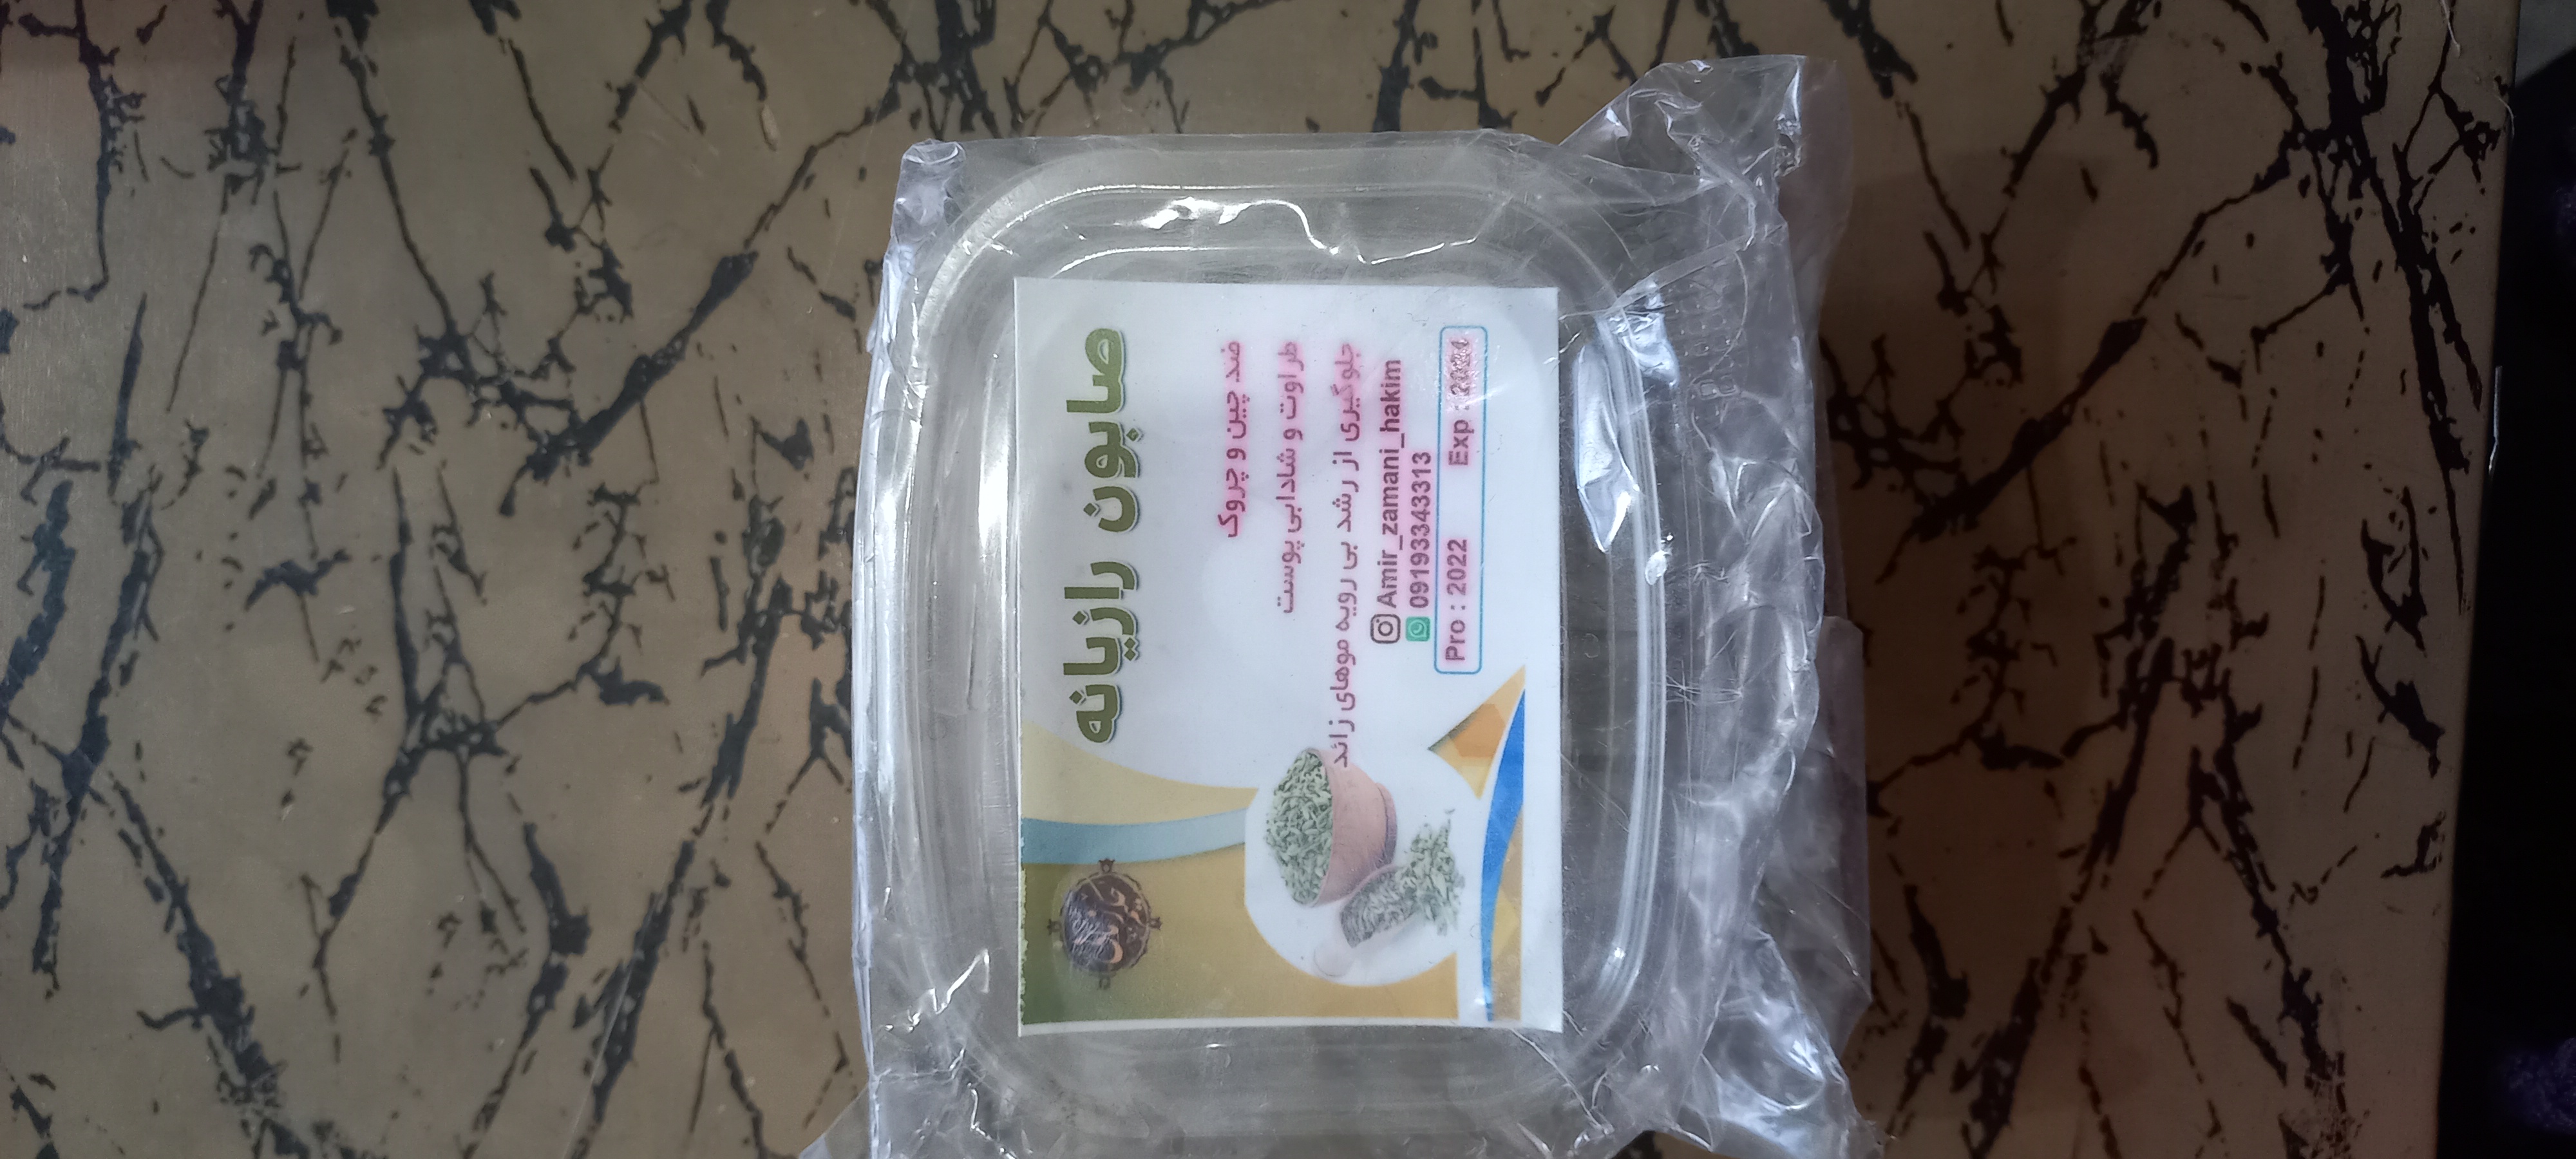 صابون رازیانه
ضد چین و چروک
طراوت و شادابی پوست
جلوگیری از رشد بی رویه موهای زائد
Amir_zamani_hakim
09193343313
Pro : 2022 Exp :